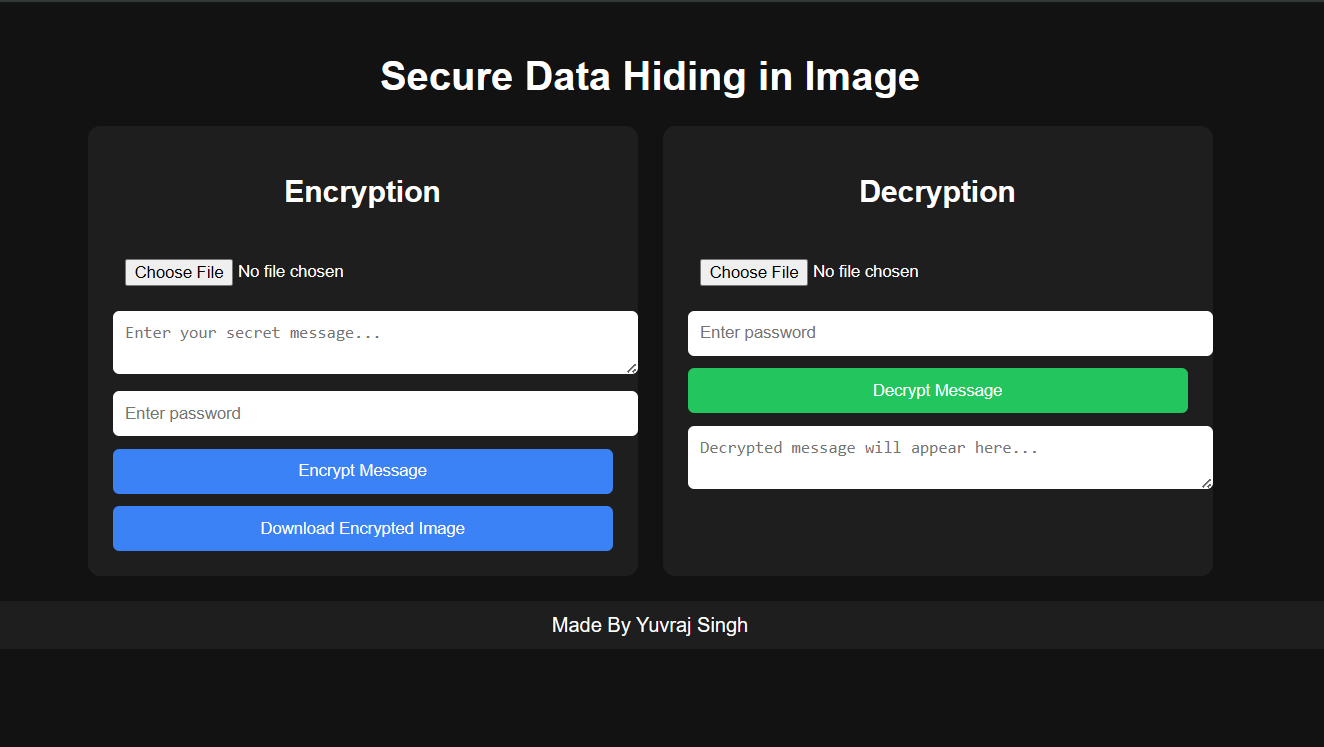 Secure Data Hiding in Image
Encryption
Choose File No file chosen
Enter your secret message...
Enter password
Encrypt Message
Download Encrypted Image
Decryption
Choose File No file chosen
Enter password
Decrypt Message
Decrypted message will appear here...
Made By Yuvraj Singh